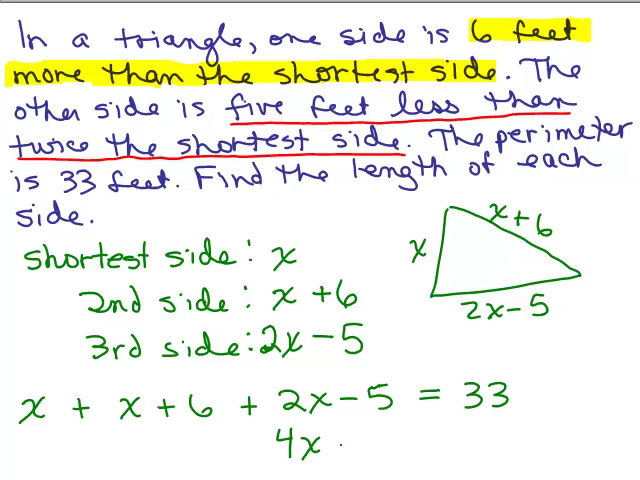 In a triangle, one side is 6 feet
more than the shortest side. The
other side is five feet less than
twice the shortest side. The perimeter
is 33 feet. Find the length of each
side.
shortest side: x
2nd side: x + 6
3rd side: 2x - 5
x
x + 6
2x - 5
x + x + 6 + 2x - 5 = 33
4x